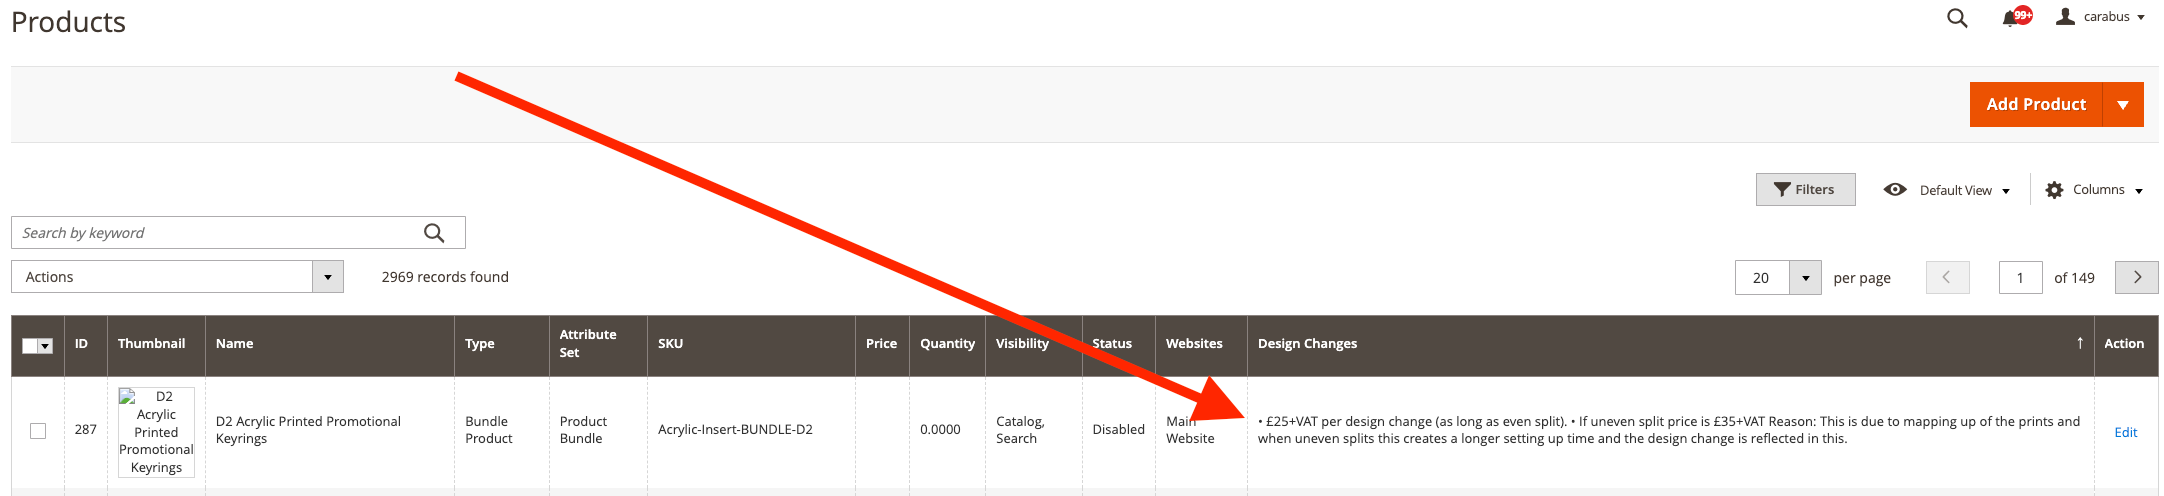 Products
99+
carabus
Add Product
Filters
Default View
Columns
Search by keyword
Actions
2969 records found
20
per page
1
of 149
ID
Thumbnail
Name
Type
Attribute
Set
SKU
Price
Quantity
Visibility
Status
Websites
Design Changes
↑
Action
287
D2
Acrylic
Printed
Promotional
Keyrings
D2 Acrylic Printed Promotional
Keyrings
Bundle
Product
Product
Bundle
Acrylic-Insert-BUNDLE-D2
0.0000
Catalog,
Search
Disabled
Main
Website
• £25+VAT per design change (as long as even split). • If uneven split price is £35+VAT Reason: This is due to mapping up of the prints and
when uneven splits this creates a longer setting up time and the design change is reflected in this.
Edit